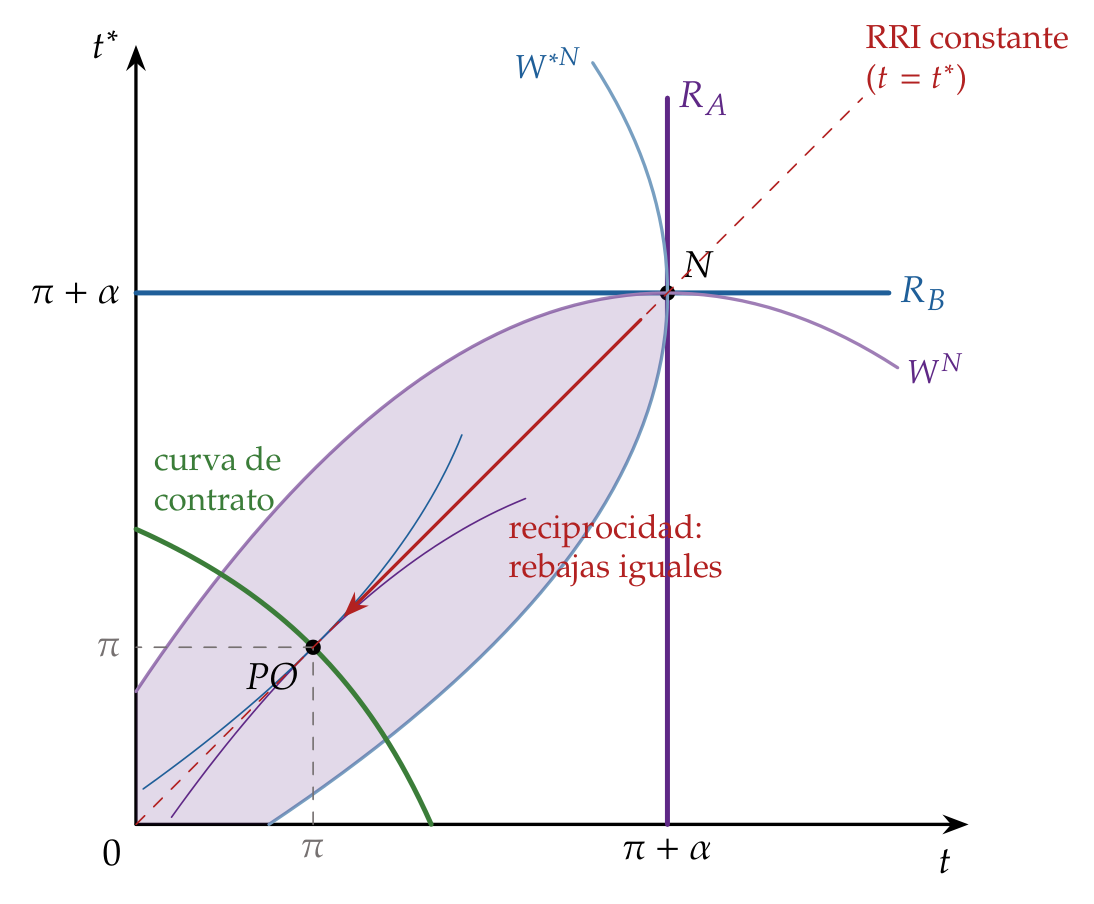 RRI constante
(t = t*)
t*
W*N
R_A
N
π + α
R_B
W^N
curva de
contrato
reciprocidad:
rebajas iguales
π
PO
0
π
π + α
t